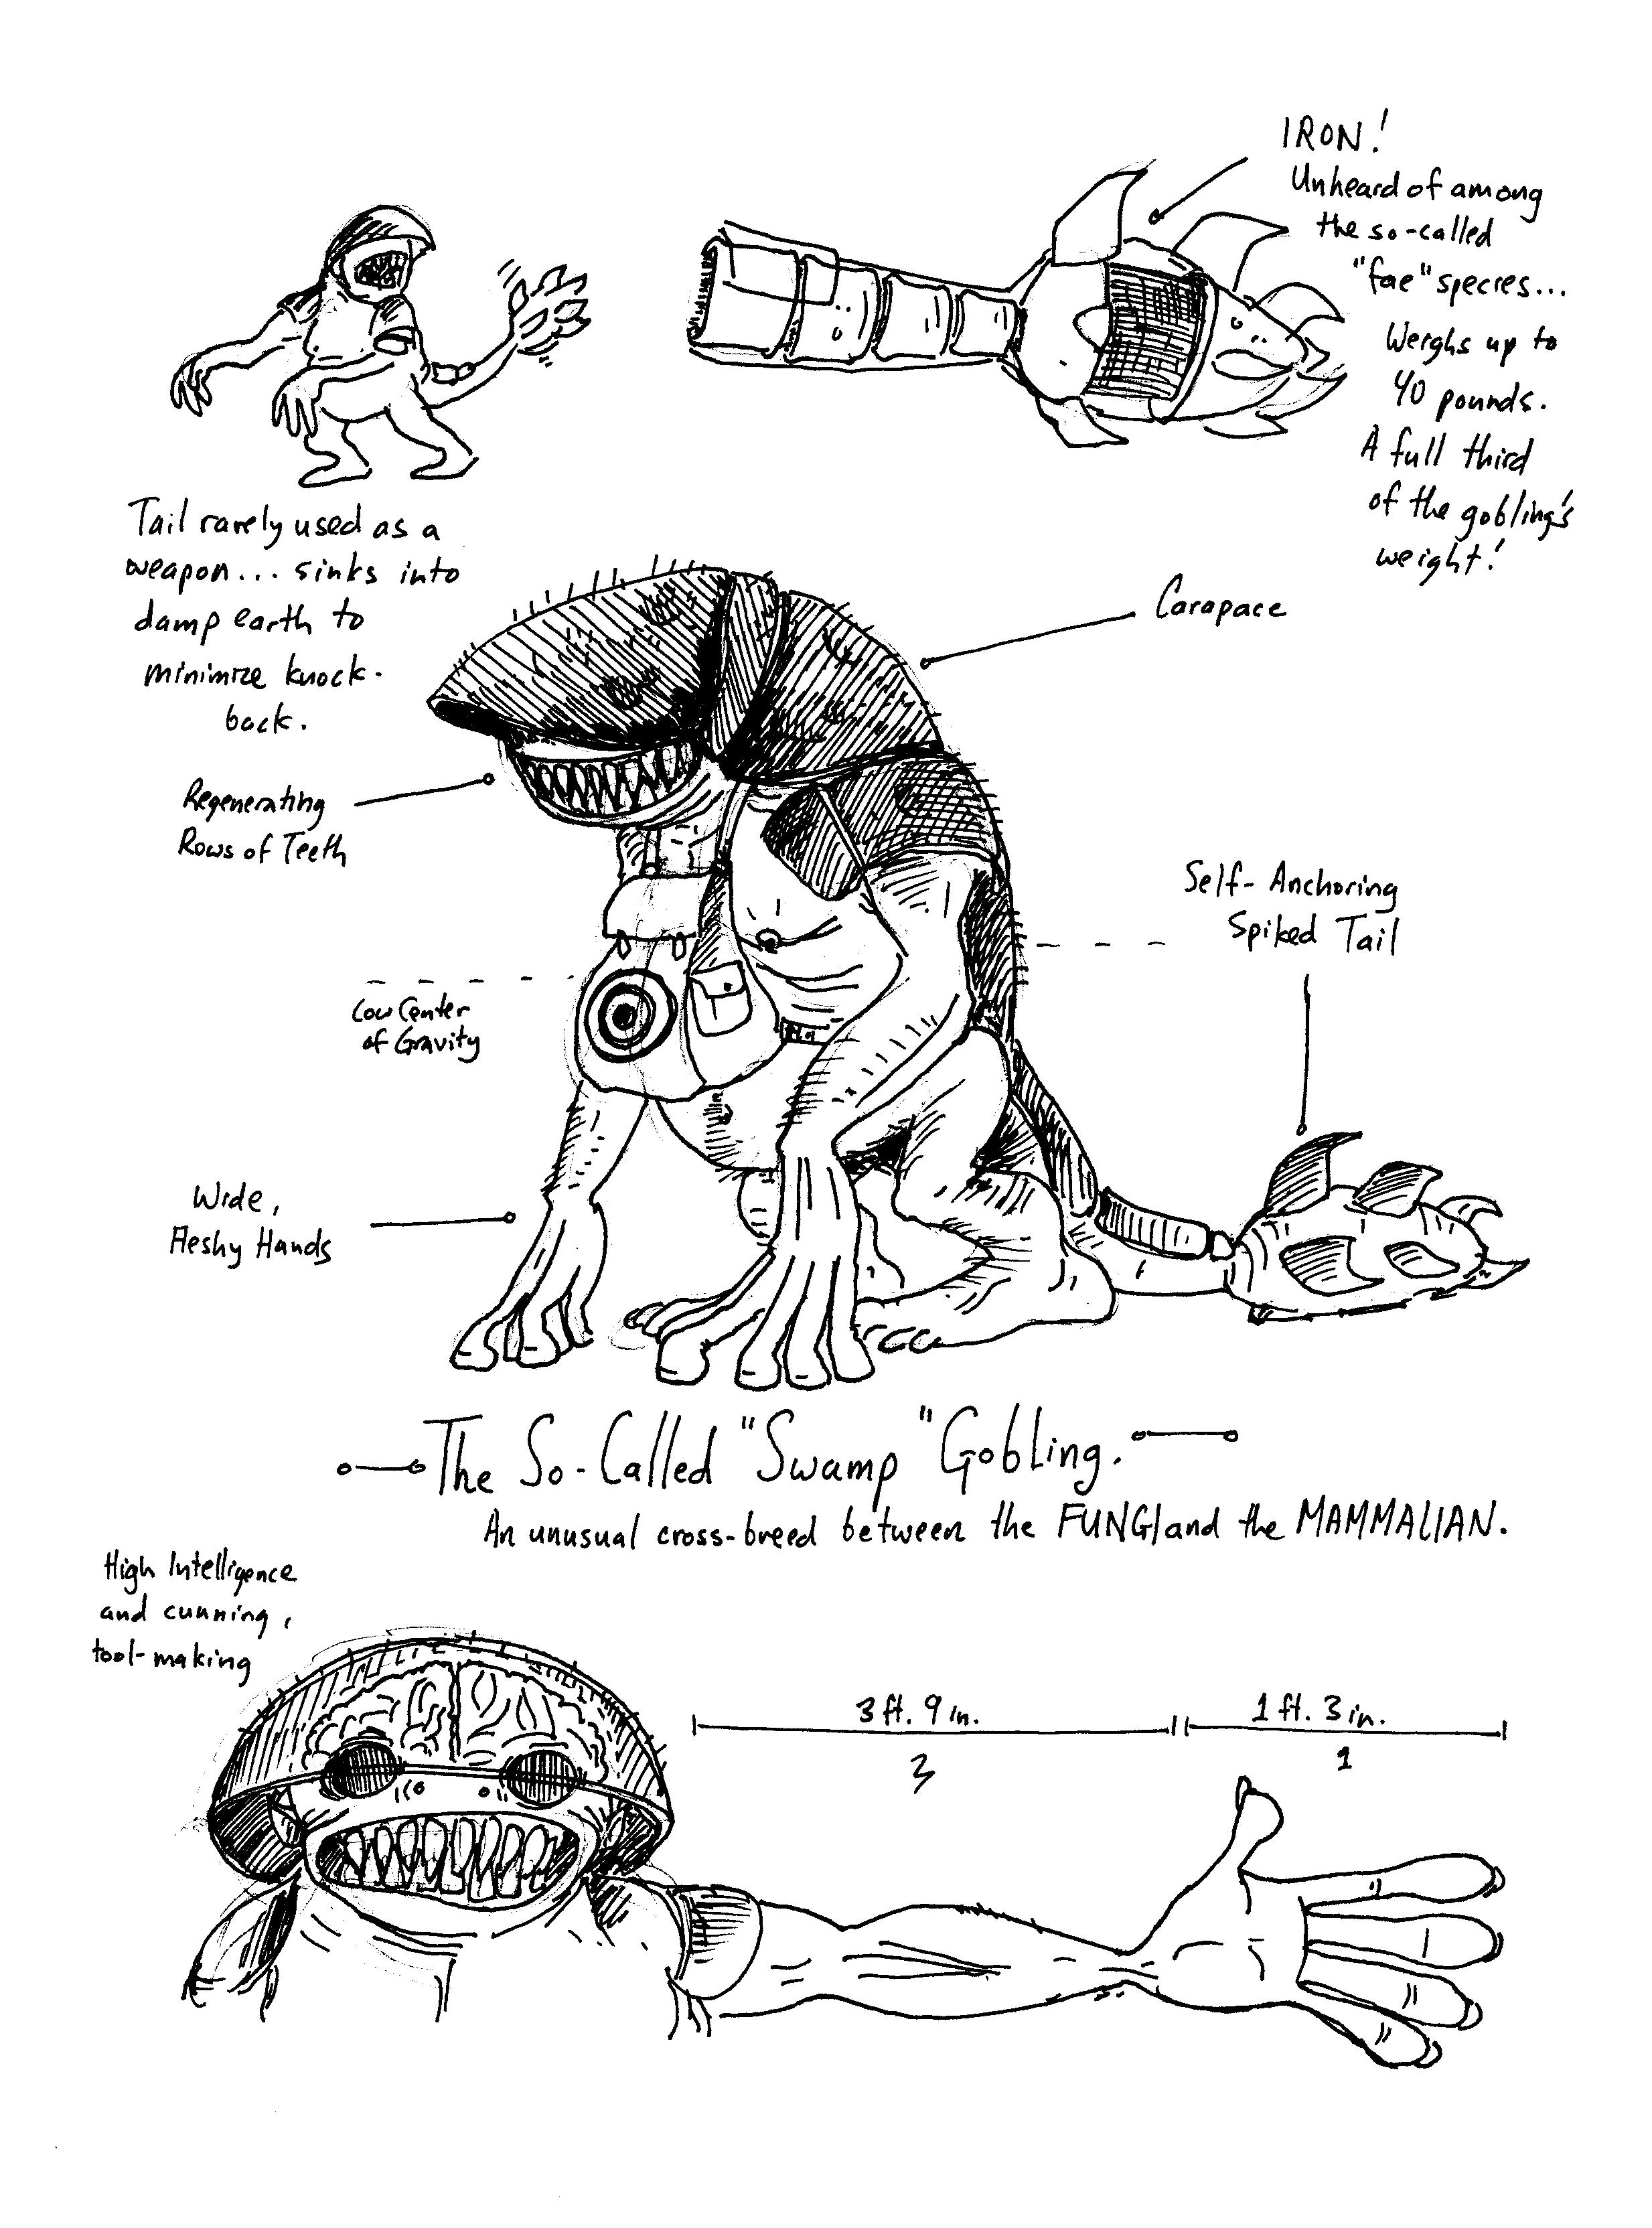 IRON!
Unheard of among
the so-called
"fae" species...
Weighs up to
40 pounds.
A full third
of the gobling's
weight!
Tail rarely used as a
weapon... sinks into
damp earth to
minimize knock-
back.
Carapace
Regenerating
Rows of Teeth
Self-Anchoring
Spiked Tail
Low Center
of Gravity
Wide,
Fleshy Hands
The So-Called "Swamp" Gobling.
An unusual cross-breed between the FUNGI and the MAMMALIAN.
High Intelligence
and cunning,
tool-making
3 ft. 9 in.
1 ft. 3 in.
3
1